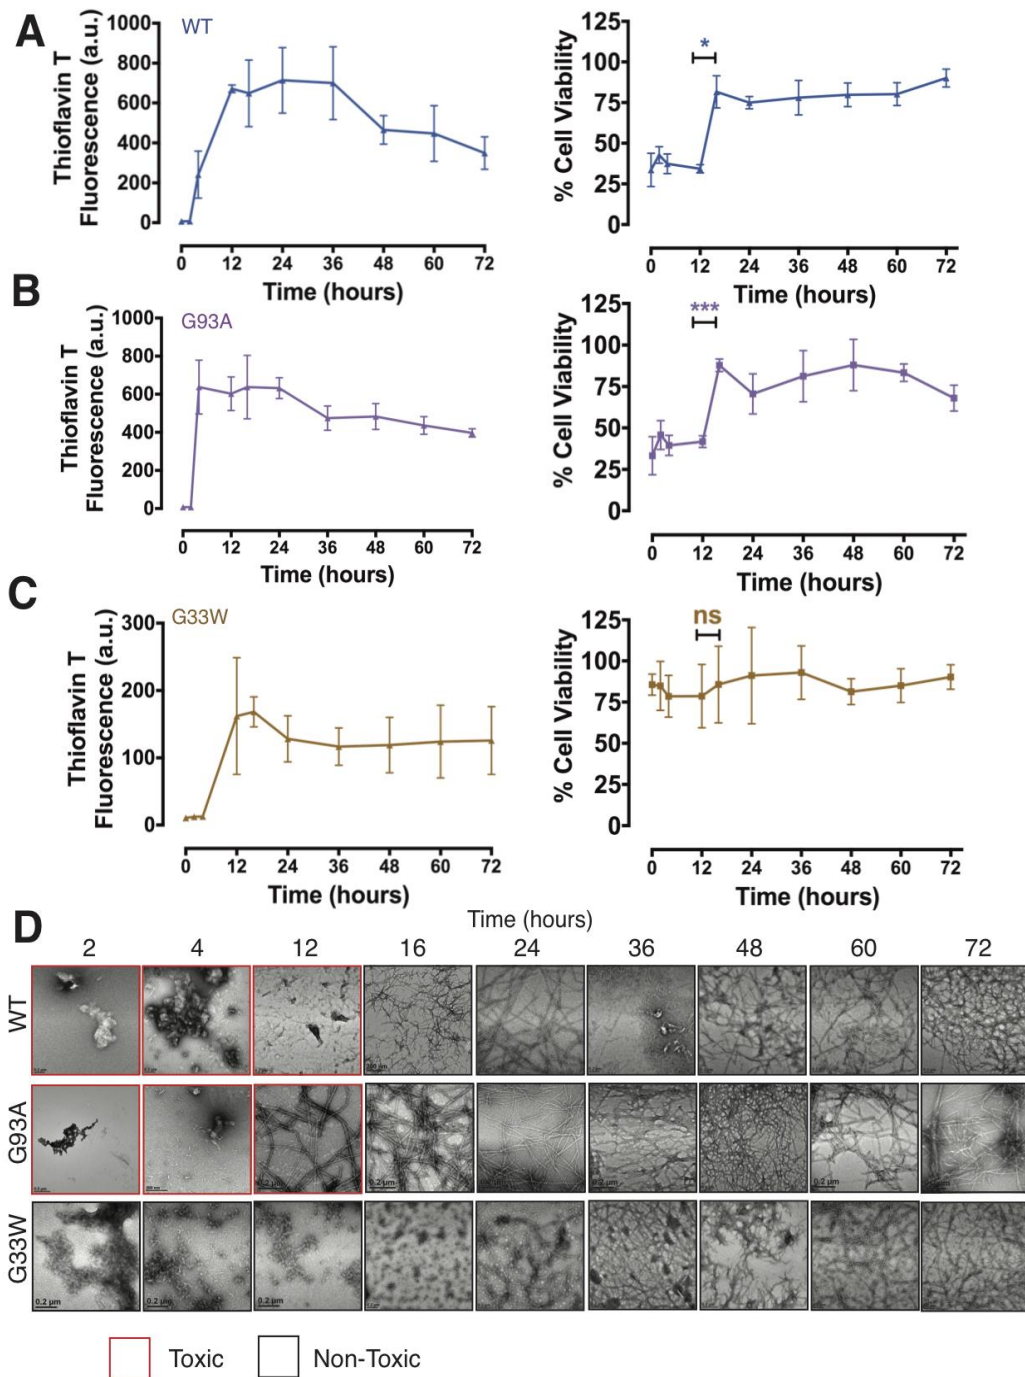 A
WT
Thioflavin T
Fluorescence (a.u.)
1000
800
600
400
200
0
0 12 24 36 48 60 72
Time (hours)
% Cell Viability
125
100
75
50
25
0
*
0 12 24 36 48 60 72
Time (hours)
B
G93A
Thioflavin T
Fluorescence (a.u.)
1000
800
600
400
200
0
0 12 24 36 48 60 72
Time (hours)
% Cell Viability
125
100
75
50
25
0
***
0 12 24 36 48 60 72
Time (hours)
C
G33W
Thioflavin T
Fluorescence (a.u.)
300
200
100
0
0 12 24 36 48 60 72
Time (hours)
% Cell Viability
125
100
75
50
25
0
ns
0 12 24 36 48 60 72
Time (hours)
D
Time (hours)
2 4 12 16 24 36 48 60 72
WT
G93A
0.2 µm 0.2 µm 0.2 µm 0.2 µm
G33W
0.2 µm 0.2 µm 0.2 µm
Toxic Non-Toxic